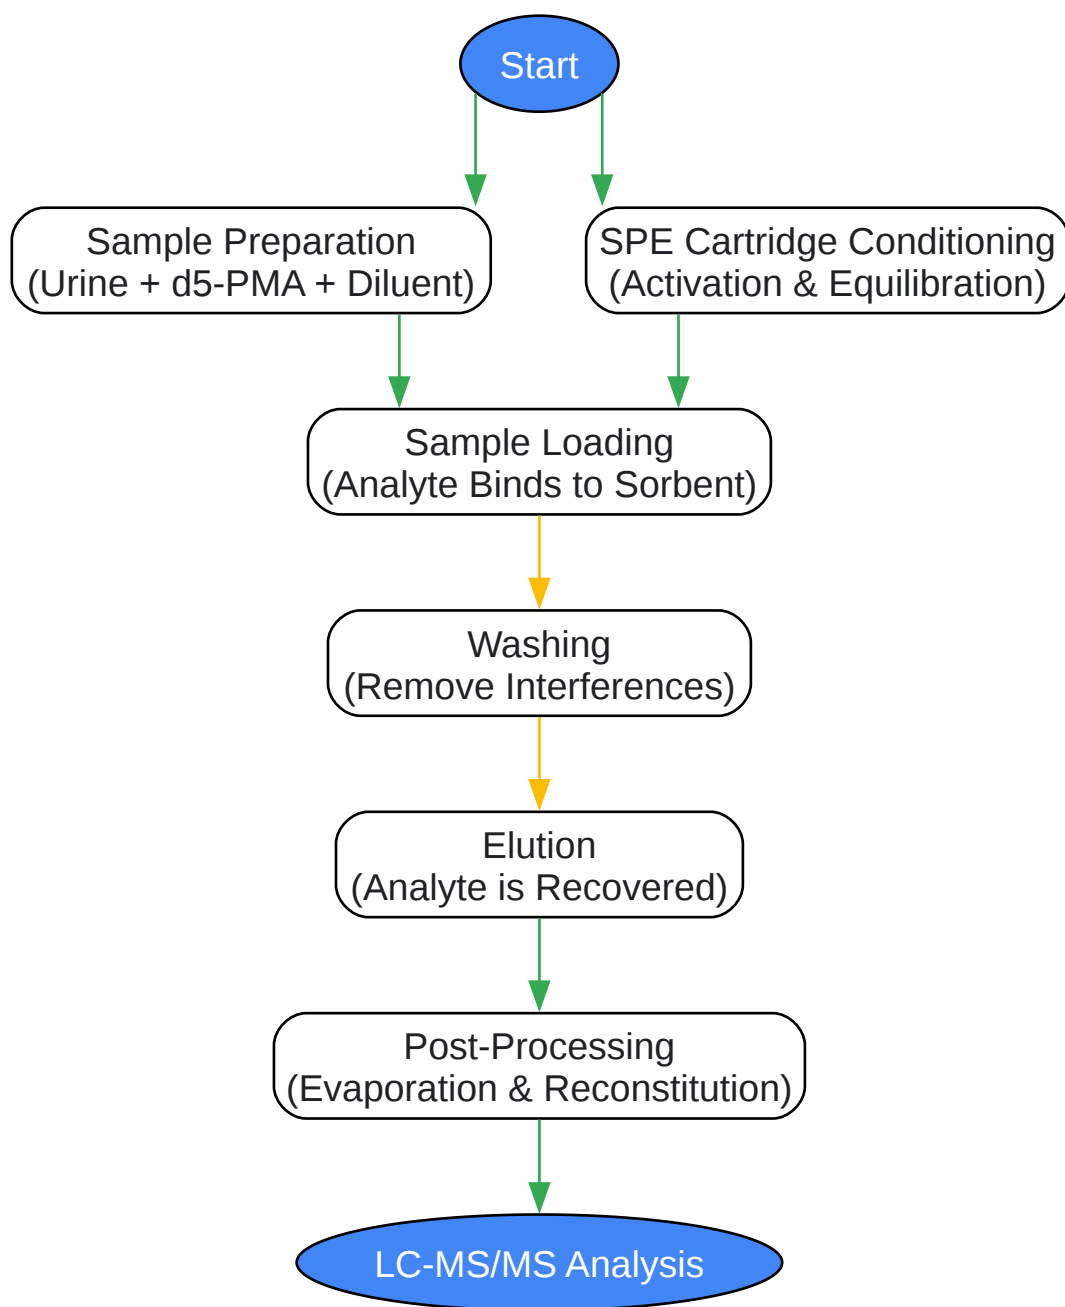 Start
Sample Preparation
(Urine + d5-PMA + Diluent)
SPE Cartridge Conditioning
(Activation & Equilibration)
Sample Loading
(Analyte Binds to Sorbent)
Washing
(Remove Interferences)
Elution
(Analyte is Recovered)
Post-Processing
(Evaporation & Reconstitution)
LC-MS/MS Analysis